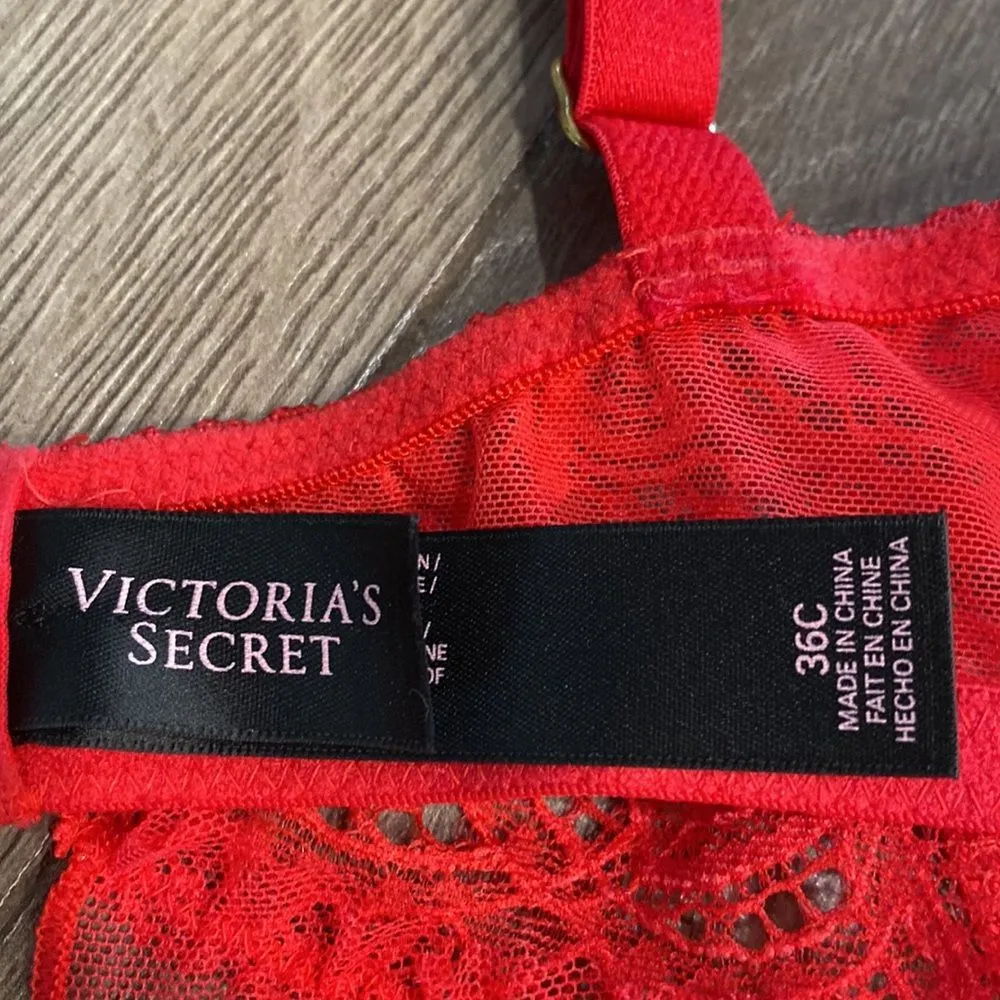 VICTORIA'S
SECRET
36C
MADE IN CHINA
FAIT EN CHINE
HECHO EN CHINA